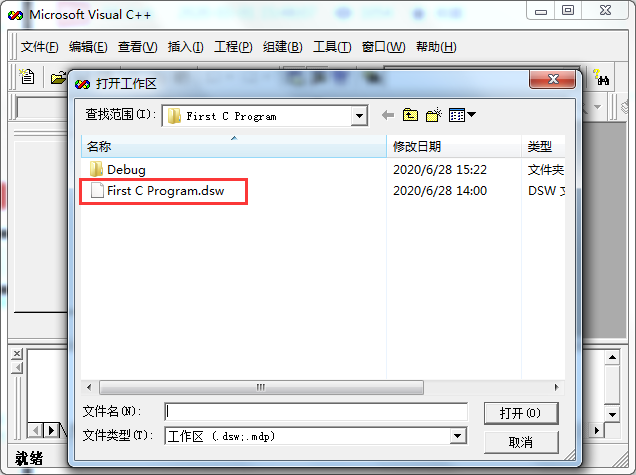 Microsoft Visual C++
文件(F) 编辑(E) 查看(V) 插入(I) 工程(P) 组建(B) 工具(T) 窗口(W) 帮助(H)
打开工作区
查找范围(I): First C Program
名称 修改日期 类型
Debug 2020/6/28 15:22 文件夹
First C Program.dsw 2020/6/28 14:00 DSW 文
文件名(N): 打开(O)
文件类型(T): 工作区 (.dsw;.mdp) 取消
就绪